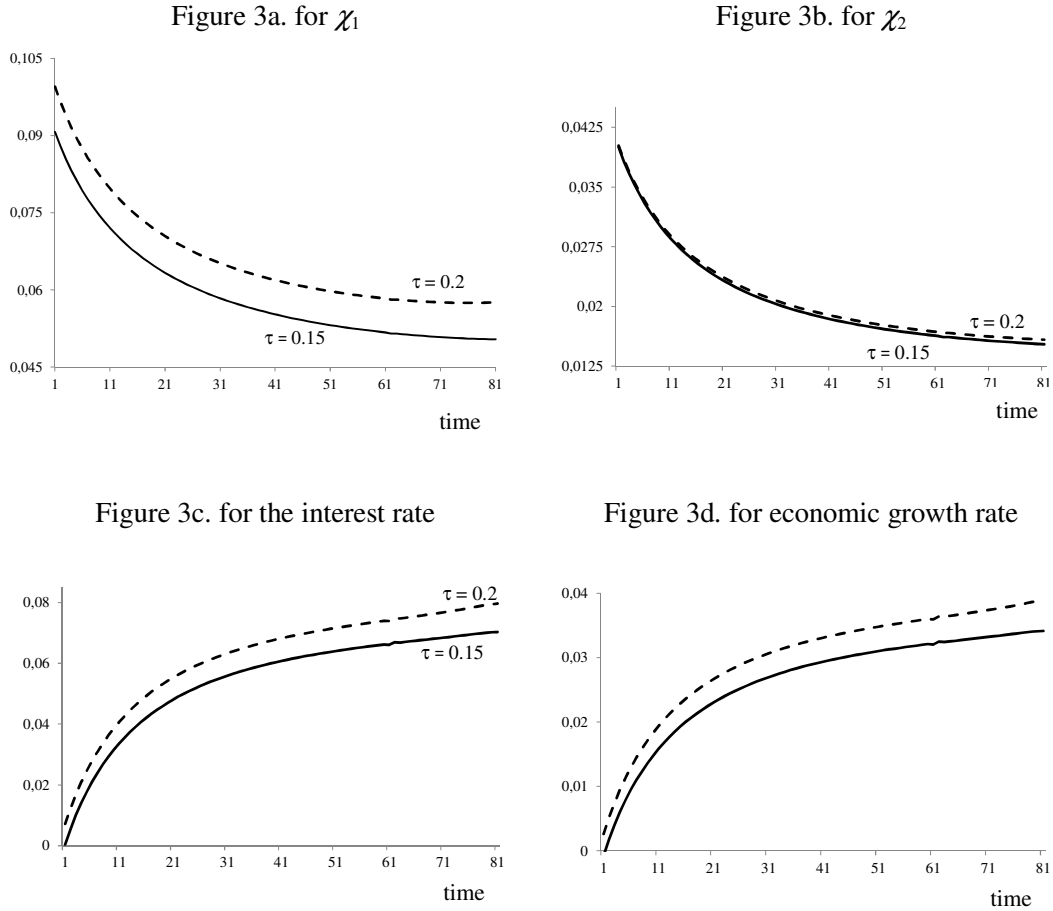 Figure 3a. for χ1
0,105
0,09
0,075
0,06
0,045
τ = 0.2
τ = 0.15
1 11 21 31 41 51 61 71 81
time
Figure 3b. for χ2
0,0425
0,035
0,0275
0,02
0,0125
τ = 0.2
τ = 0.15
1 11 21 31 41 51 61 71 81
time
Figure 3c. for the interest rate
0,08
0,06
0,04
0,02
0
τ = 0.2
τ = 0.15
1 11 21 31 41 51 61 71 81
time
Figure 3d. for economic growth rate
0,04
0,03
0,02
0,01
0
1 11 21 31 41 51 61 71 81
time